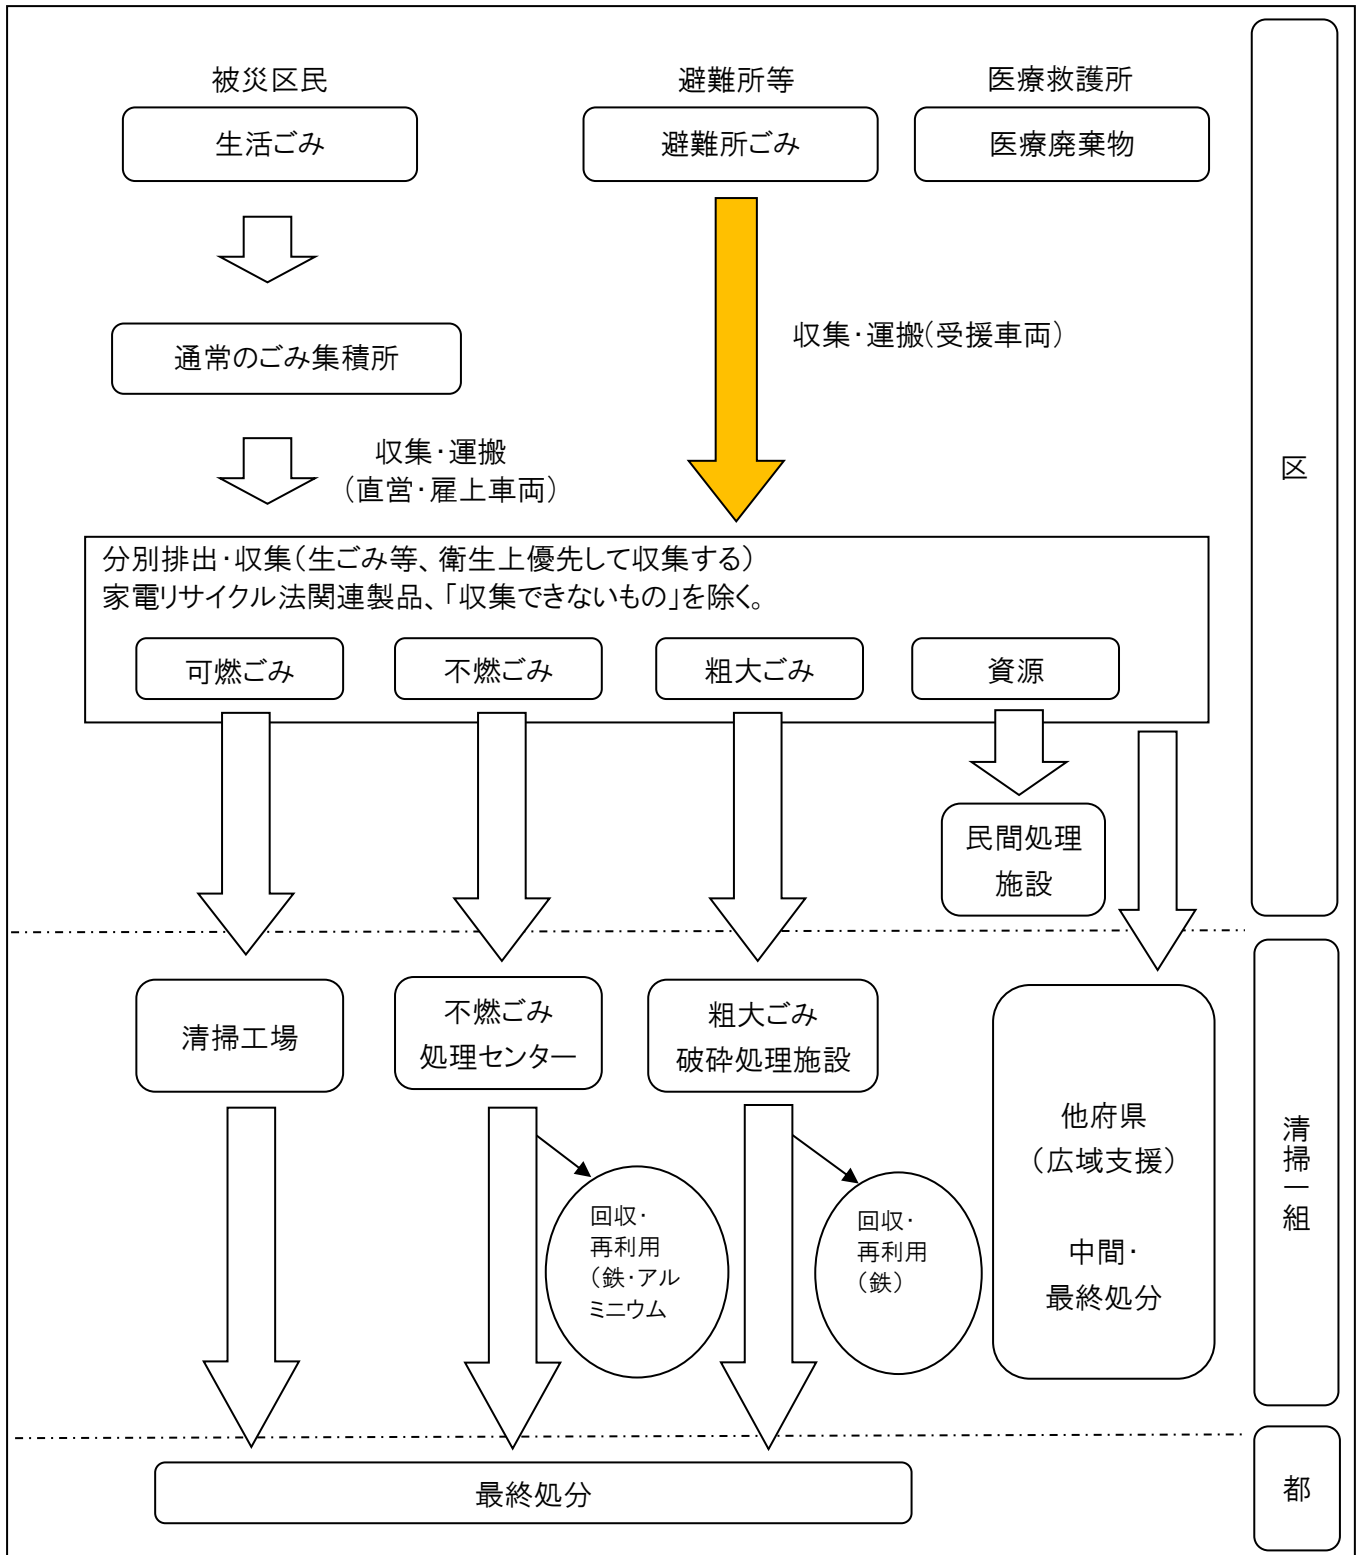 被災区民
避難所等
医療救護所
生活ごみ
避難所ごみ
医療廃棄物
収集・運搬(受援車両)
通常のごみ集積所
収集・運搬
(直営・雇上車両)
区
分別排出・収集(生ごみ等、衛生上優先して収集する)
家電リサイクル法関連製品、「収集できないもの」を除く。
可燃ごみ
不燃ごみ
粗大ごみ
資源
民間処理
施設
清掃工場
不燃ごみ
処理センター
粗大ごみ
破砕処理施設
他府県
(広域支援)
中間・
最終処分
清掃一組
回収・
再利用
(鉄・アル
ミニウム
回収・
再利用
(鉄)
最終処分
都